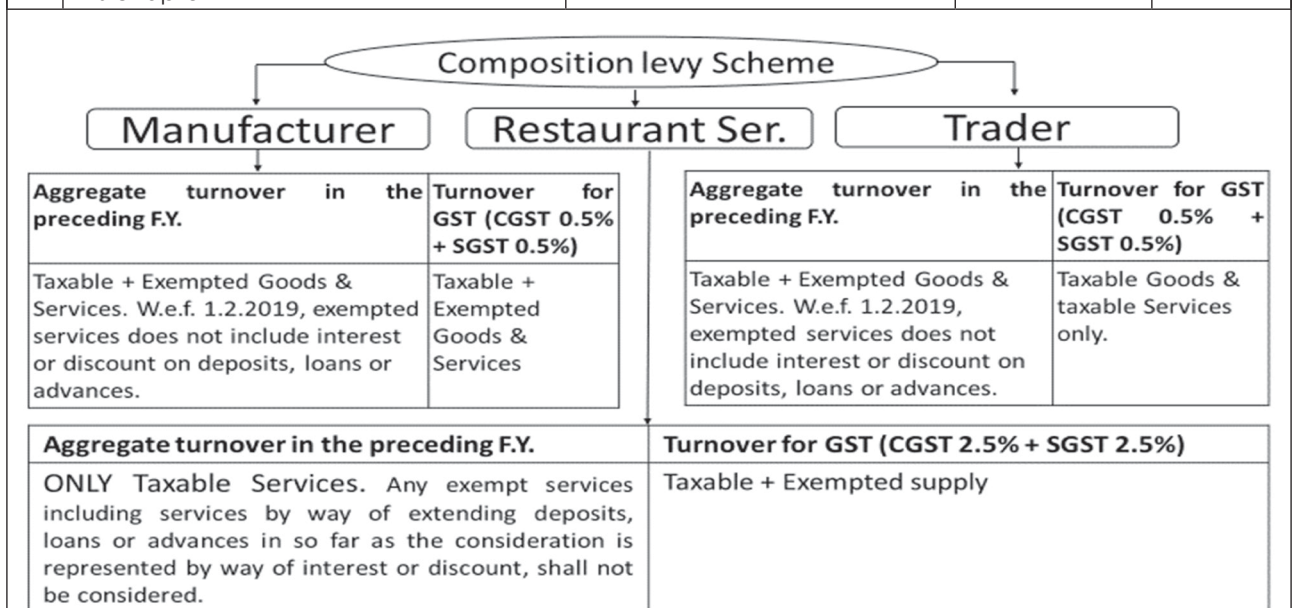 Composition levy Scheme
Manufacturer
Restaurant Ser.
Trader
Aggregate turnover in the
preceding F.Y.
Turnover for
GST (CGST 0.5%
+ SGST 0.5%)
Taxable + Exempted Goods &
Services. W.e.f. 1.2.2019, exempted
services does not include interest
or discount on deposits, loans or
advances.
Taxable +
Exempted
Goods &
Services
Aggregate turnover in the
preceding F.Y.
Turnover for GST
(CGST 0.5% +
SGST 0.5%)
Taxable + Exempted Goods &
Services. W.e.f. 1.2.2019,
exempted services does not
include interest or discount on
deposits, loans or advances.
Taxable Goods &
taxable Services
only.
Aggregate turnover in the preceding F.Y.
Turnover for GST (CGST 2.5% + SGST 2.5%)
ONLY Taxable Services. Any exempt services
including services by way of extending deposits,
loans or advances in so far as the consideration is
represented by way of interest or discount, shall not
be considered.
Taxable + Exempted supply